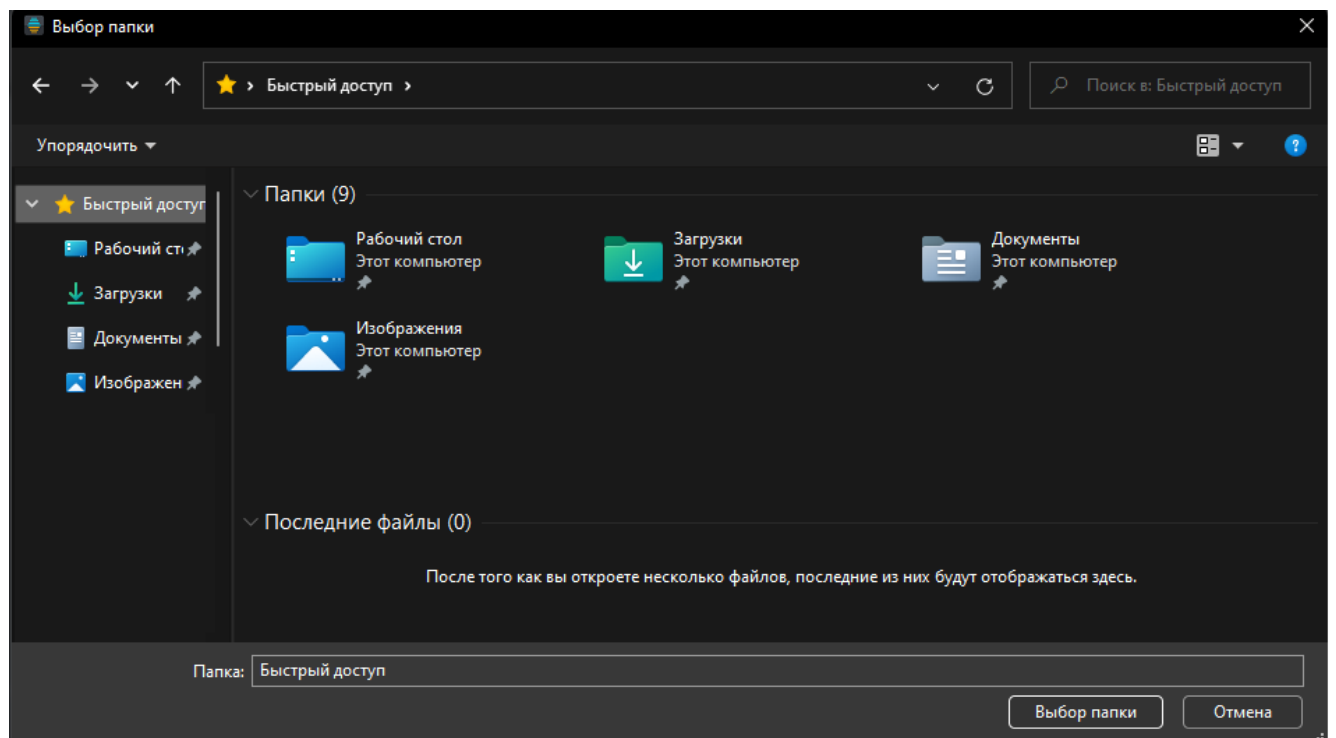 Выбор папки
Быстрый доступ
Поиск в: Быстрый доступ
Упорядочить
Быстрый доступ
Рабочий сто
Загрузки
Документы
Изображен
Папки (9)
Рабочий стол
Этот компьютер
Загрузки
Этот компьютер
Документы
Этот компьютер
Изображения
Этот компьютер
Последние файлы (0)
После того как вы откроете несколько файлов, последние из них будут отображаться здесь.
Папка: Быстрый доступ
Выбор папки
Отмена